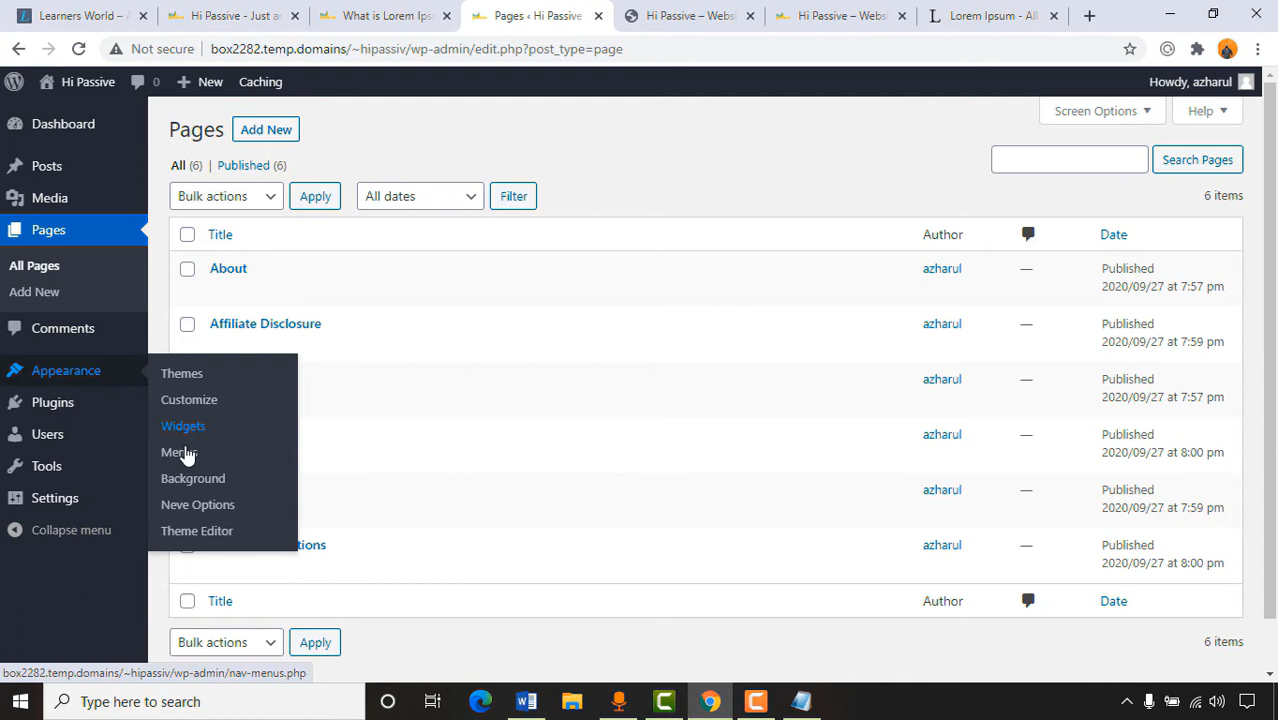 Learners World – A
Hi Passive - Just an
What is Lorem Ipsum
Pages ‹ Hi Passive
Hi Passive – Websi
Hi Passive – Websi
Lorem Ipsum - All
Not secure
box2282.temp.domains/~hipassiv/wp-admin/edit.php?post_type=page
Hi Passive
0
New
Caching
Howdy, azharul
Dashboard
Posts
Media
Pages
All Pages
Add New
Comments
Appearance
Plugins
Users
Tools
Settings
Collapse menu
Themes
Customize
Widgets
Menus
Background
Neve Options
Theme Editor
Pages
Add New
Screen Options
Help
All (6) | Published (6)
Search Pages
Bulk actions
Apply
All dates
Filter
6 items
Title
Author
Date
About
azharul
—
Published
2020/09/27 at 7:57 pm
Affiliate Disclosure
azharul
—
Published
2020/09/27 at 7:59 pm
azharul
—
Published
2020/09/27 at 7:57 pm
azharul
—
Published
2020/09/27 at 8:00 pm
azharul
—
Published
2020/09/27 at 7:59 pm
tions
azharul
—
Published
2020/09/27 at 8:00 pm
Title
Author
Date
Bulk actions
Apply
6 items
box2282.temp.domains/~hipassiv/wp-admin/nav-menus.php
Type here to search